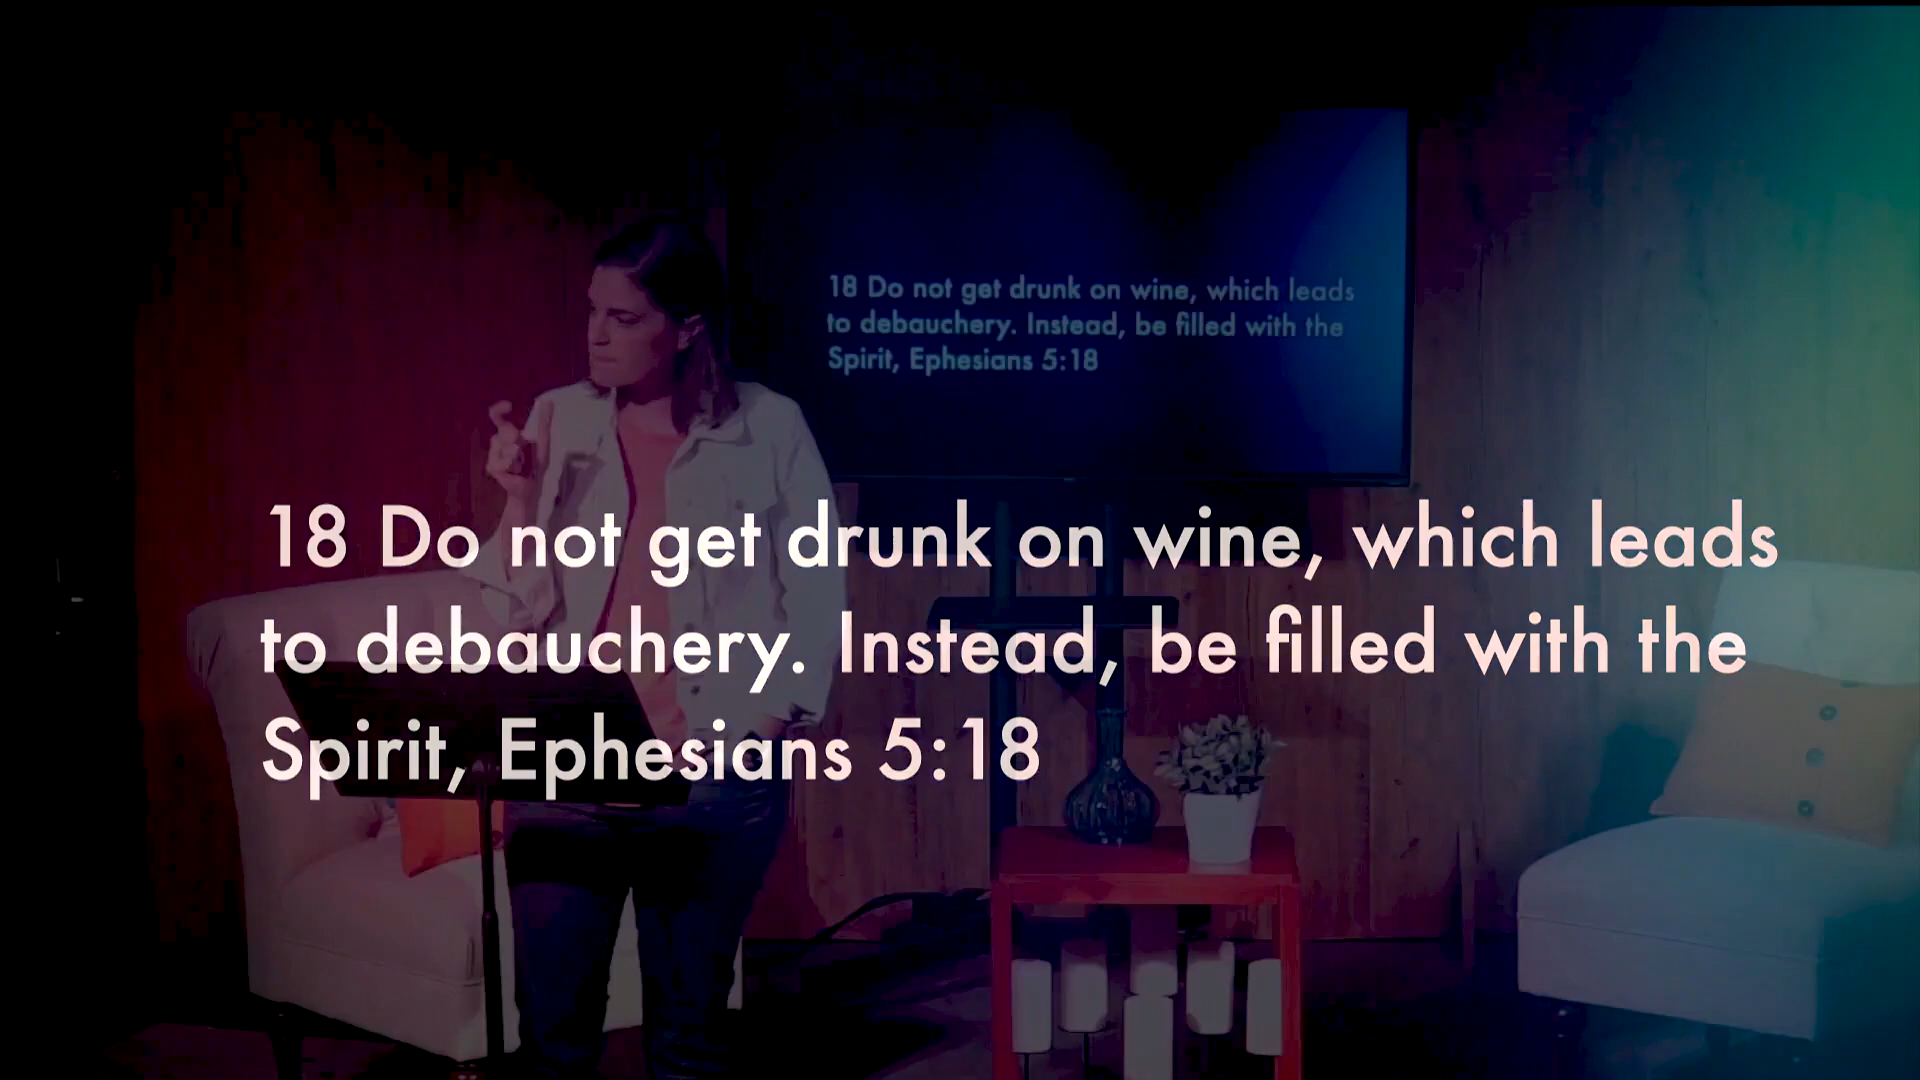 18 Do not get drunk on wine, which leads
to debauchery. Instead, be filled with the
Spirit, Ephesians 5:18
18 Do not get drunk on wine, which leads
to debauchery. Instead, be filled with the
Spirit, Ephesians 5:18